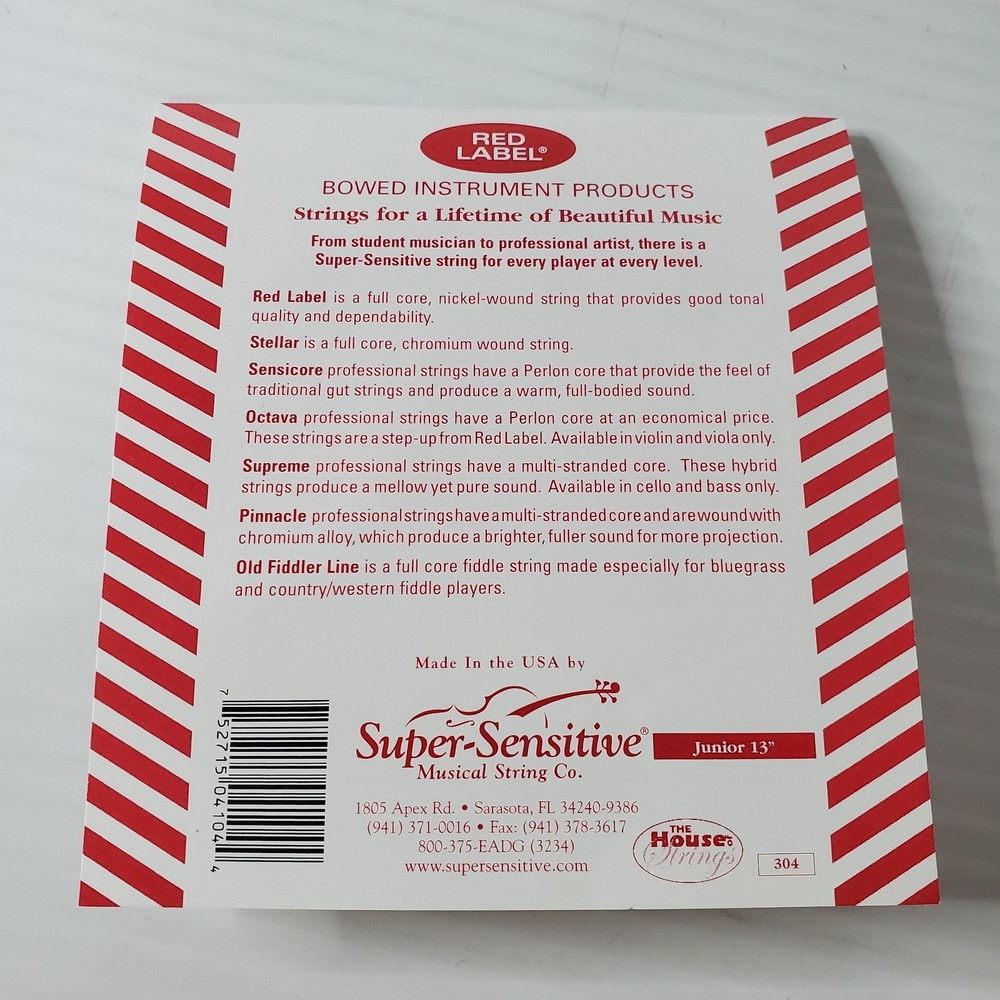 RED
LABEL®
BOWED INSTRUMENT PRODUCTS
Strings for a Lifetime of Beautiful Music
From student musician to professional artist, there is a
Super-Sensitive string for every player at every level.
Red Label is a full core, nickel-wound string that provides good tonal
quality and dependability.
Stellar is a full core, chromium wound string.
Sensicore professional strings have a Perlon core that provide the feel of
traditional gut strings and produce a warm, full-bodied sound.
Octava professional strings have a Perlon core at an economical price.
These strings are a step-up from Red Label. Available in violin and viola only.
Supreme professional strings have a multi-stranded core. These hybrid
strings produce a mellow yet pure sound. Available in cello and bass only.
Pinnacle professional strings have a multi-stranded core and are wound with
chromium alloy, which produce a brighter, fuller sound for more projection.
Old Fiddler Line is a full core fiddle string made especially for bluegrass
and country/western fiddle players.
Made In the USA by
Super-Sensitive®
Musical String Co.
Junior 13”
1805 Apex Rd. • Sarasota, FL 34240-9386
(941) 371-0016 • Fax: (941) 378-3617
800-375-EADG (3234)
www.supersensitive.com
THE
House of
Strings
304
7 52715 04104 4